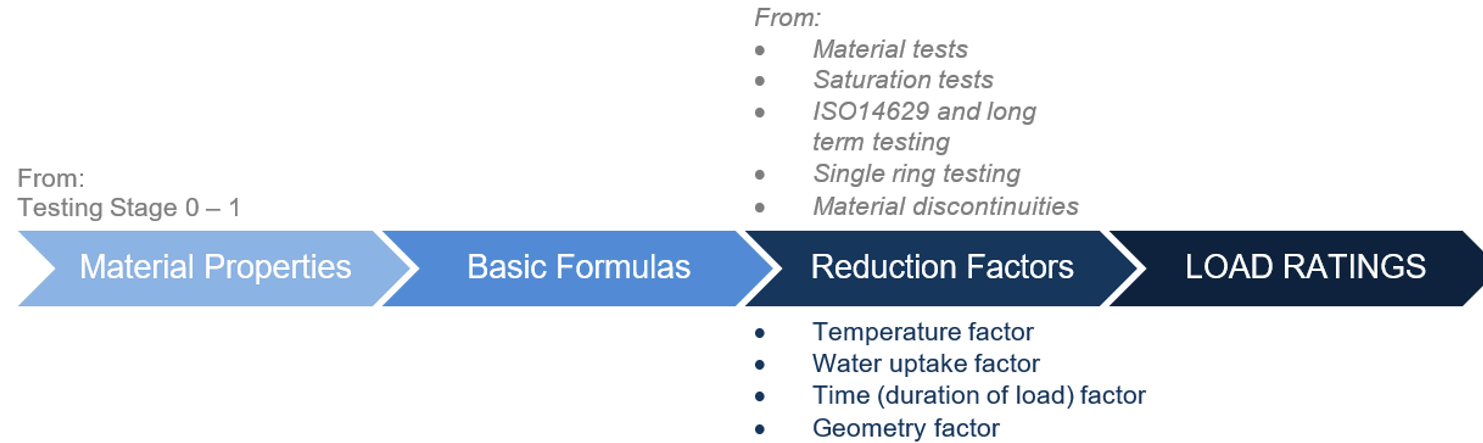 From:
• Material tests
• Saturation tests
• ISO14629 and long
term testing
• Single ring testing
• Material discontinuities
From:
Testing Stage 0 – 1
Material Properties
Basic Formulas
Reduction Factors
LOAD RATINGS
• Temperature factor
• Water uptake factor
• Time (duration of load) factor
• Geometry factor